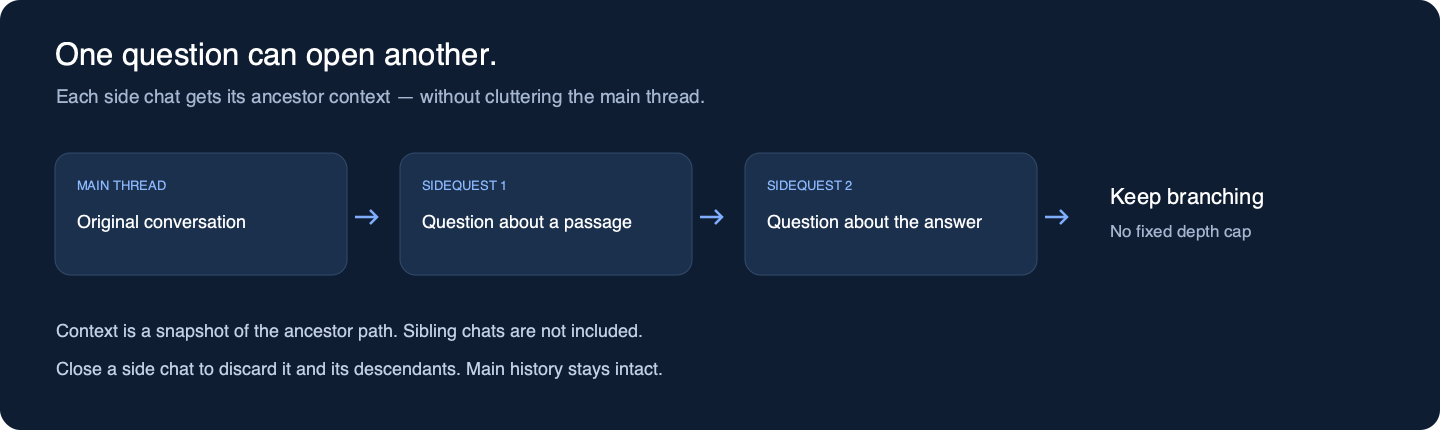 One question can open another.
Each side chat gets its ancestor context — without cluttering the main thread.
MAIN THREAD
Original conversation
SIDEQUEST 1
Question about a passage
SIDEQUEST 2
Question about the answer
Keep branching
No fixed depth cap
Context is a snapshot of the ancestor path. Sibling chats are not included.
Close a side chat to discard it and its descendants. Main history stays intact.